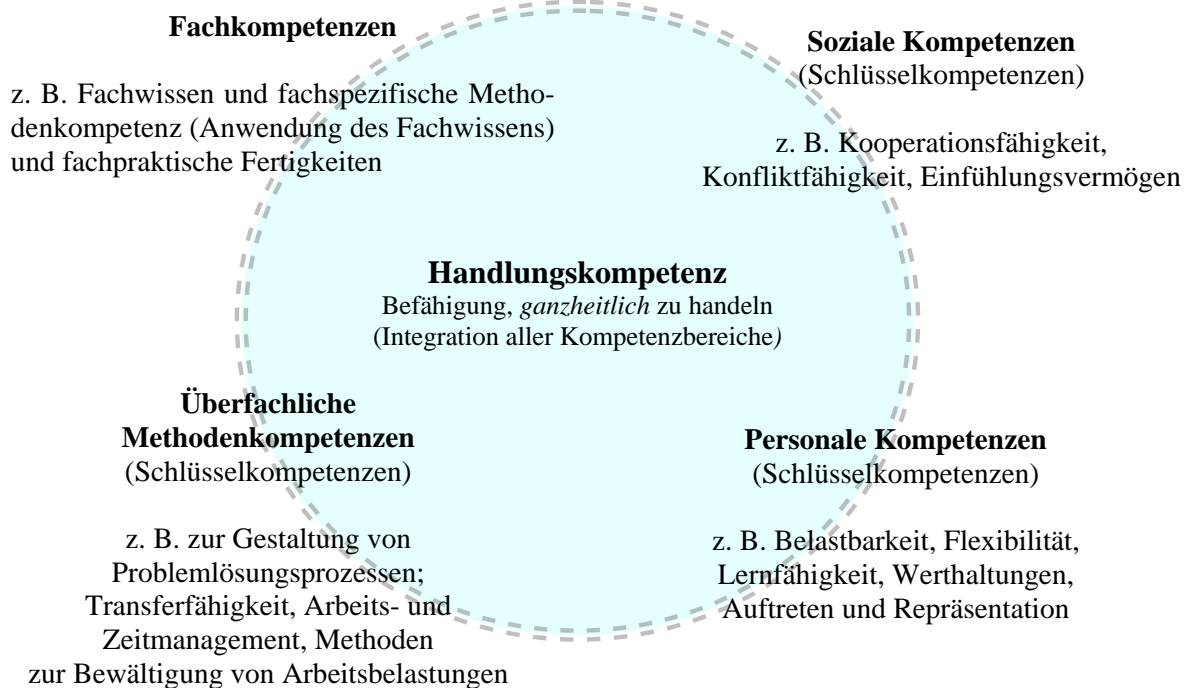 Fachkompetenzen
z. B. Fachwissen und fachspezifische Metho-
denkompetenz (Anwendung des Fachwissens)
und fachpraktische Fertigkeiten
Soziale Kompetenzen
(Schlüsselkompetenzen)
z. B. Kooperationsfähigkeit,
Konfliktfähigkeit, Einfühlungsvermögen
Handlungskompetenz
Befähigung, ganzheitlich zu handeln
(Integration aller Kompetenzbereiche)
Überfachliche
Methodenkompetenzen
(Schlüsselkompetenzen)
z. B. zur Gestaltung von
Problemlösungsprozessen;
Transferfähigkeit, Arbeits- und
Zeitmanagement, Methoden
zur Bewältigung von Arbeitsbelastungen
Personale Kompetenzen
(Schlüsselkompetenzen)
z. B. Belastbarkeit, Flexibilität,
Lernfähigkeit, Werthaltungen,
Auftreten und Repräsentation